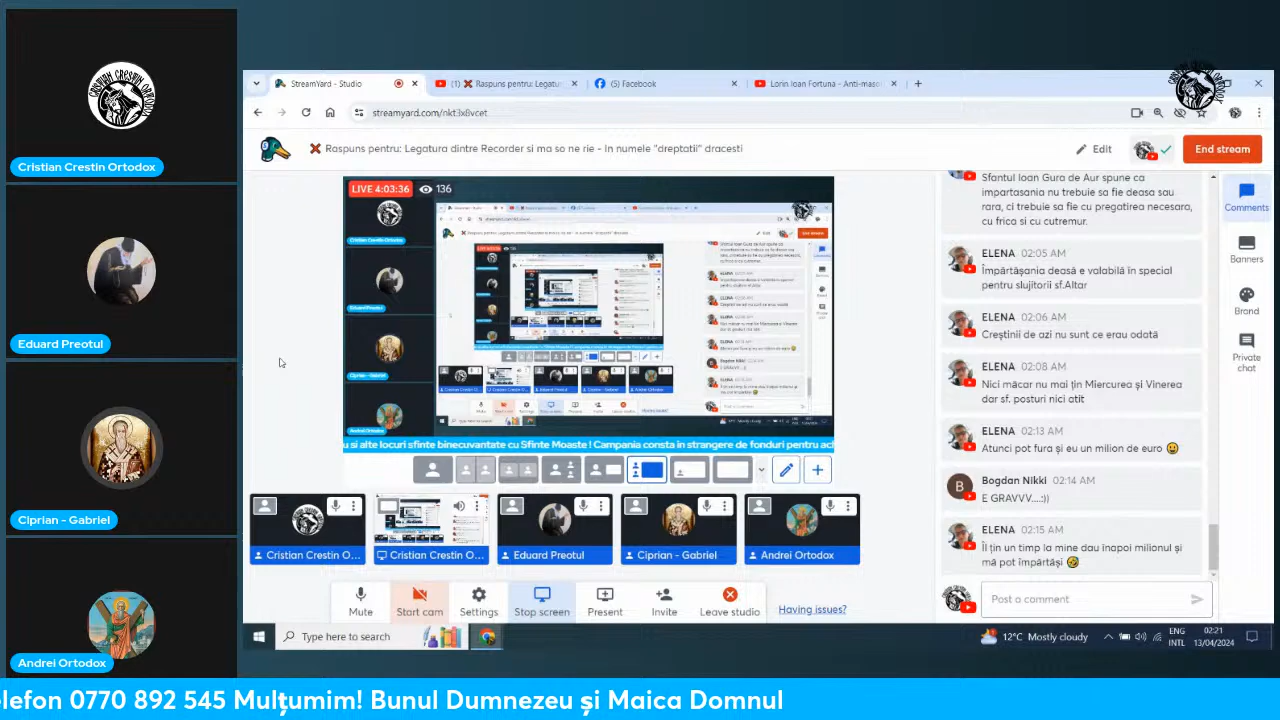 Cristian Crestin Ortodox
Eduard Preotul
Ciprian - Gabriel
Andrei Ortodox
CRISTIAN CRESTIN ORTODOX
StreamYard - Studio
(1) ❌ Raspuns pentru: Legatu
(5) Facebook
Lorin Ioan Fortuna - Anti-maso
streamyard.com/nkt3x8vcet
❌ Raspuns pentru: Legatura dintre Recorder si ma so ne rie - In numele "dreptatii" dracesti
Edit
End stream
LIVE 4:03:36
136
u si alte locuri sfinte binecuvantate cu Sfinte Moaste ! Campania consta in strangere de fonduri pentru ach
Cristian Crestin O...
Cristian Crestin O...
Eduard Preotul
Ciprian - Gabriel
Andrei Ortodox
Mute
Start cam
Settings
Stop screen
Present
Invite
Leave studio
Having issues?
Sfantul Ioan Gura de Aur spune ca
impartasania nu trebuie sa fie deasa sau
rara, ci trebuie sa fie cu pregatirea necesara,
cu frica si cu cutremur.
ELENA 02:05 AM
Împărtășania deasă e valabilă în special
pentru slujitorii sf.Altar
ELENA 02:06 AM
Creștinii de azi nu sunt ce erau odată
ELENA 02:08 AM
Nici măcar nu mai țin Miercurea și Vinerea
dar sf. posturi nici atît
ELENA 02:13 AM
Atunci pot fura și eu un milion de euro 😀
Bogdan Nikki 02:14 AM
E GRAVVV....:))
ELENA 02:15 AM
Îl țin un timp la mine dau înapoi milionul și
mă pot împărtăși 🤣
Post a comment
Comments
Banners
Brand
Private
chat
Type here to search
12°C Mostly cloudy
ENG
INTL
02:21
13/04/2024
elefon 0770 892 545 Mulțumim! Bunul Dumnezeu și Maica Domnul